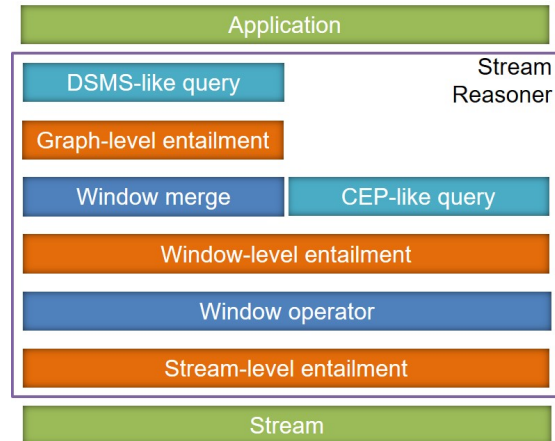 Application
Stream
Reasoner
DSMS-like query
Graph-level entailment
Window merge
CEP-like query
Window-level entailment
Window operator
Stream-level entailment
Stream